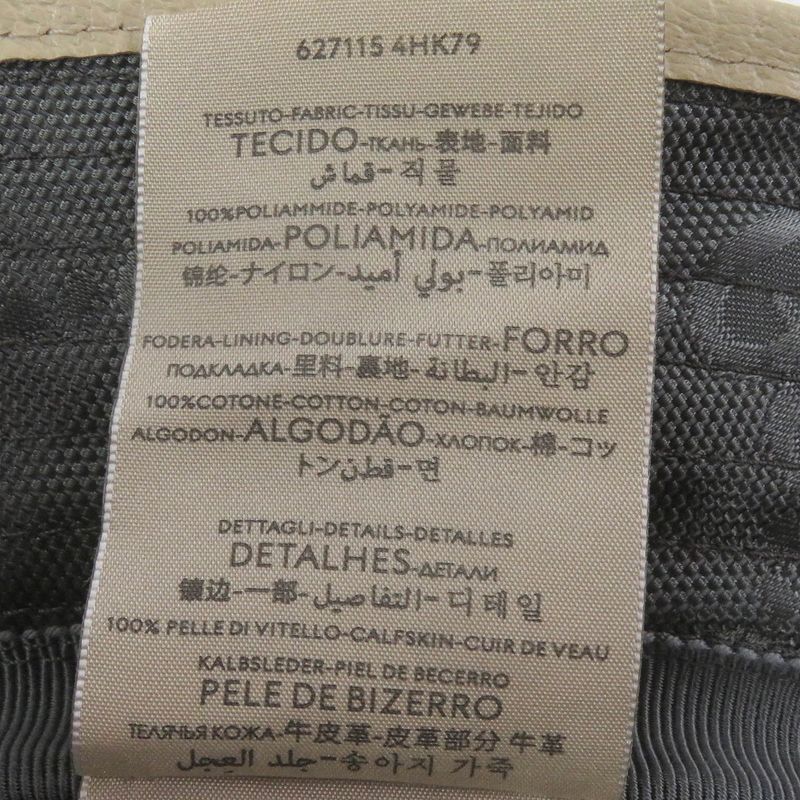 627115 4HK79
TESSUTO-FABRIC-TISSU-GEWEBE-TEJIDO
TECIDO-ТКАНЬ-表地-面料
قماش-직물
100%POLIAMMIDE-POLYAMIDE-POLYAMID
POLIAMIDA-POLIAMIDA-ПОЛИАМИД
锦纶-ナイロン-بولي أميد-폴리아미
FODERA-LINING-DOUBLURE-FUTTER-FORRO
ПОДКЛАДКА-里料-裏地-البطانة-안감
100%COTONE-COTTON-COTON-BAUMWOLLE
ALGODON-ALGODÃO-ХЛОПОК-棉-コッ
トン-قطن-면
DETTAGLI-DETAILS-DETALLES
DETALHES-ДЕТАЛИ
镶边-一部-التفاصيل-디테일
100% PELLE DI VITELLO-CALFSKIN-CUIR DE VEAU
KALBSLEDER-PIEL DE BECERRO
PELE DE BIZERRO
ТЕЛЯЧЬЯ КОЖА-牛皮革-皮革部分 牛革
جلد العجل-송아지 가죽